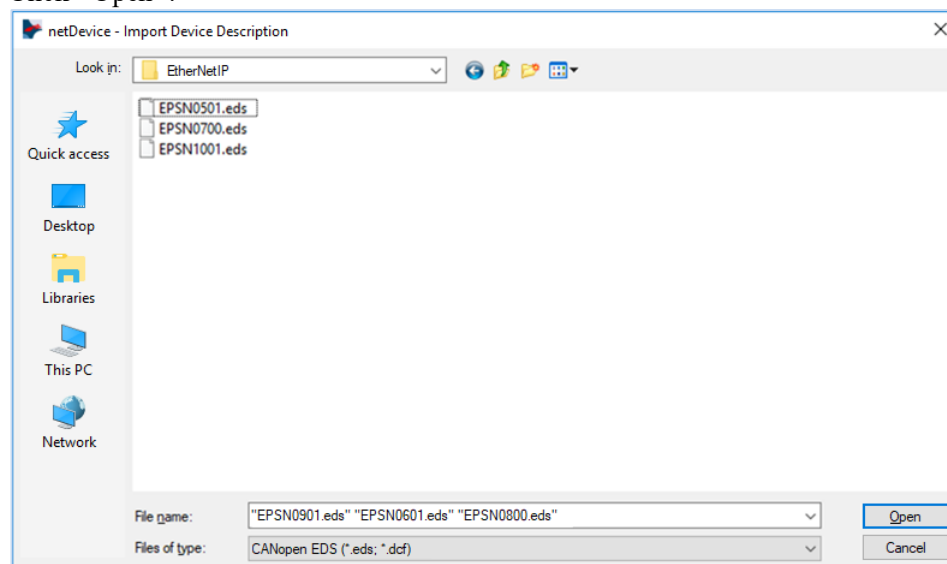 netDevice - Import Device Description
Look in:
EtherNetIP
EPSN0501.eds
EPSN0700.eds
EPSN1001.eds
Quick access
Desktop
Libraries
This PC
Network
File name:
"EPSN0901.eds" "EPSN0601.eds" "EPSN0800.eds"
Open
Files of type:
CANopen EDS (*.eds; *.dcf)
Cancel